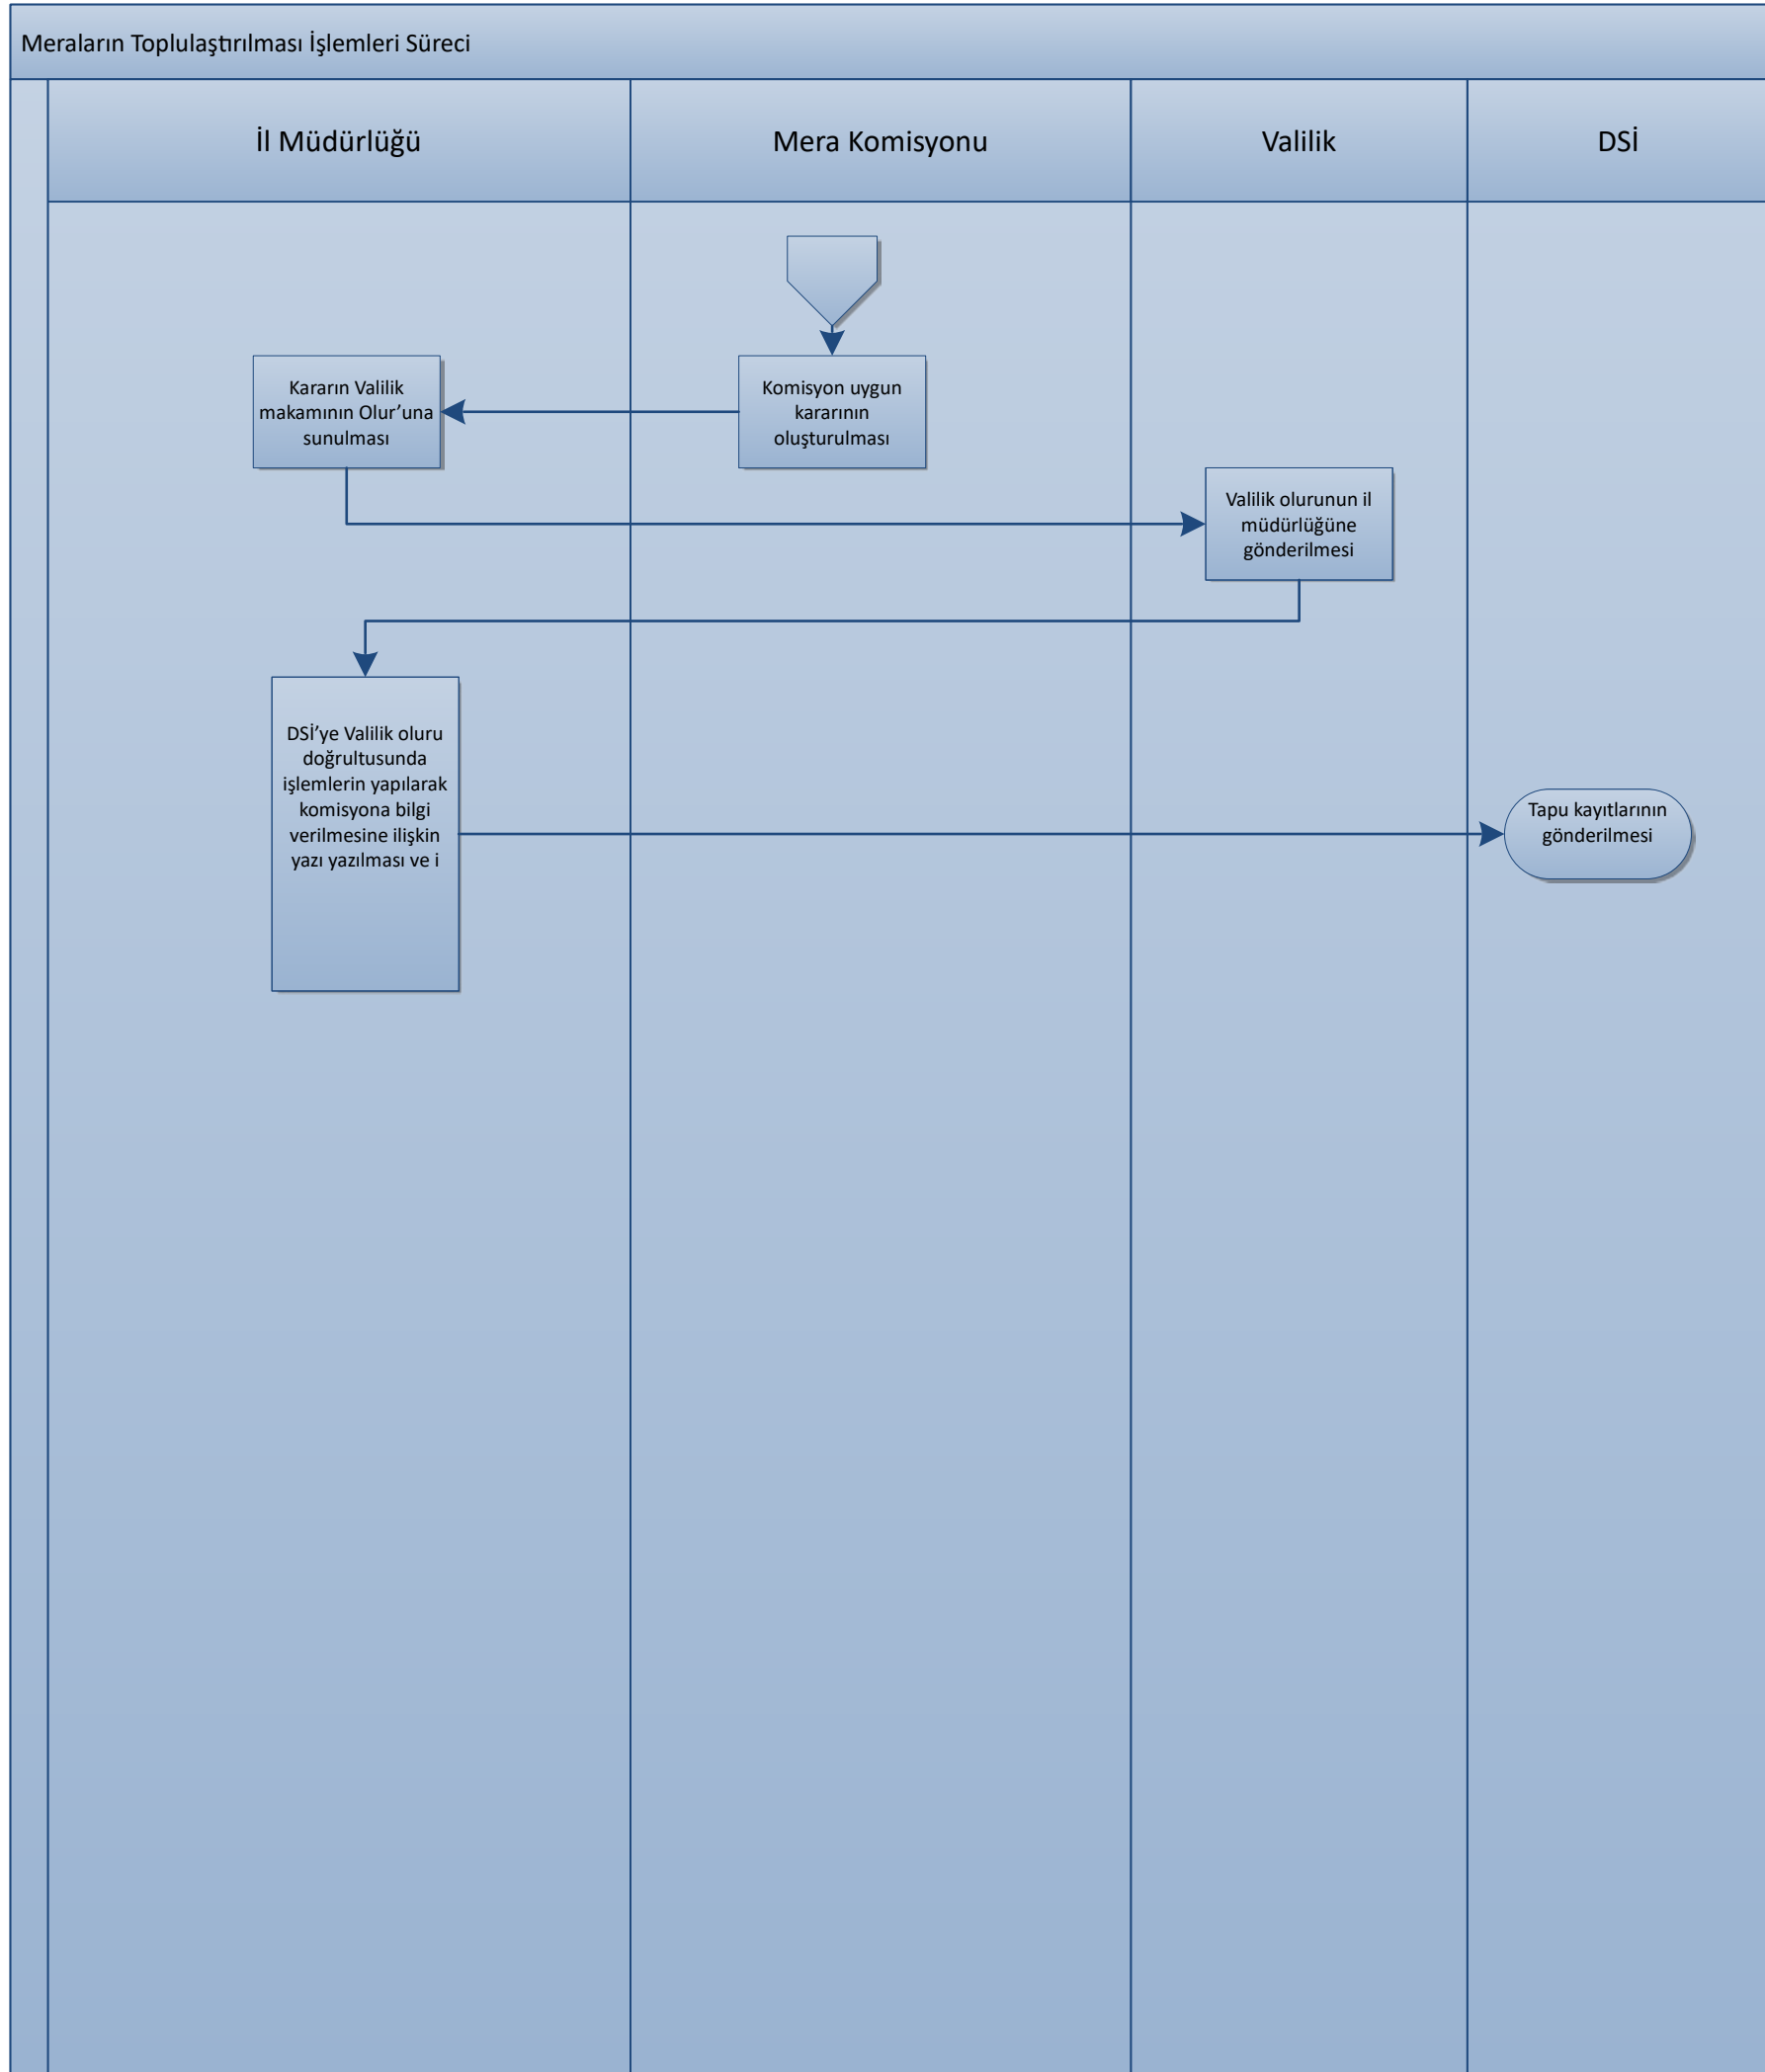 Meraların Toplulaştırılması İşlemleri Süreci
İl Müdürlüğü
Mera Komisyonu
Valilik
DSİ
Kararın Valilik
makamının Olur’una
sunulması
Komisyon uygun
kararının
oluşturulması
Valilik olurunun il
müdürlüğüne
gönderilmesi
DSİ’ye Valilik oluru
doğrultusunda
işlemlerin yapılarak
komisyona bilgi
verilmesine ilişkin
yazı yazılması ve i
Tapu kayıtlarının
gönderilmesi